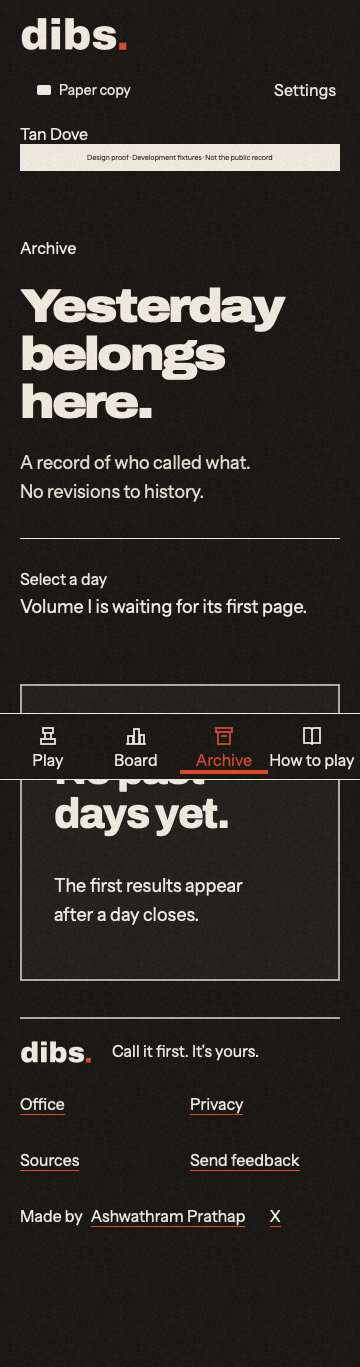 dibs.
Paper copy
Settings
Tan Dove
Design proof · Development fixtures · Not the public record
Archive
Yesterday
belongs
here.
A record of who called what.
No revisions to history.
Select a day
Volume I is waiting for its first page.
Play
Board
Archive
How to play
No past
days yet.
The first results appear
after a day closes.
dibs.
Call it first. It's yours.
Office
Privacy
Sources
Send feedback
Made by Ashwathram Prathap X